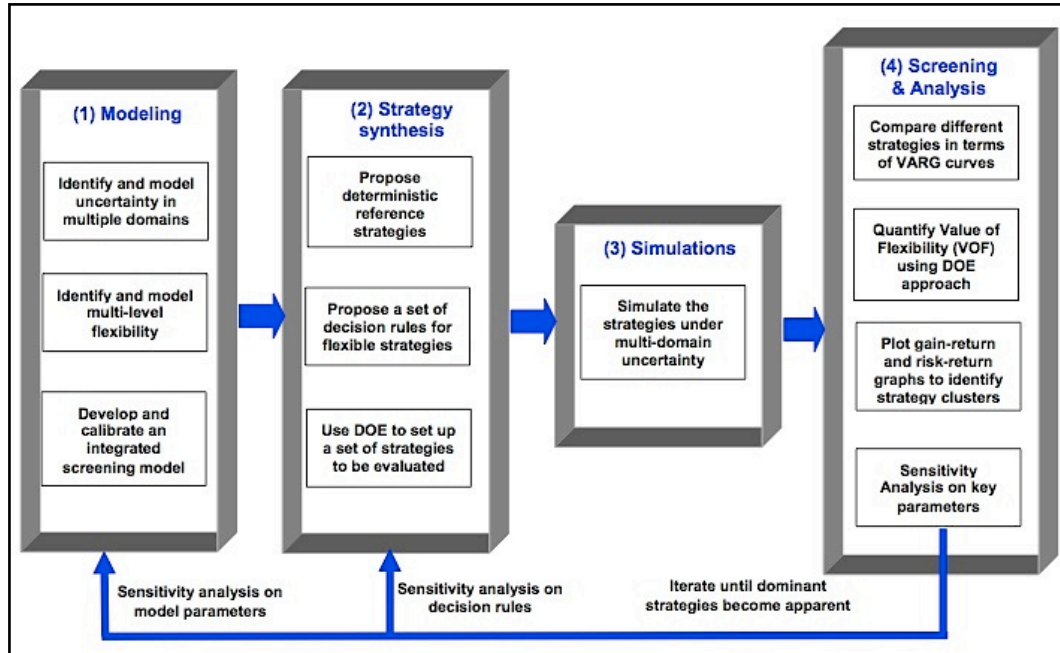 (1) Modeling
Identify and model
uncertainty in
multiple domains
Identify and model
multi-level
flexibility
Develop and
calibrate an
integrated
screening model
(2) Strategy
synthesis
Propose
deterministic
reference
strategies
Propose a set of
decision rules for
flexible strategies
Use DOE to set up
a set of strategies
to be evaluated
(3) Simulations
Simulate the
strategies under
multi-domain
uncertainty
(4) Screening
& Analysis
Compare different
strategies in terms
of VARG curves
Quantify Value of
Flexibility (VOF)
using DOE
approach
Plot gain-return
and risk-return
graphs to identify
strategy clusters
Sensitivity
Analysis on key
parameters
Sensitivity analysis on
model parameters
Sensitivity analysis on
decision rules
Iterate until dominant
strategies become apparent